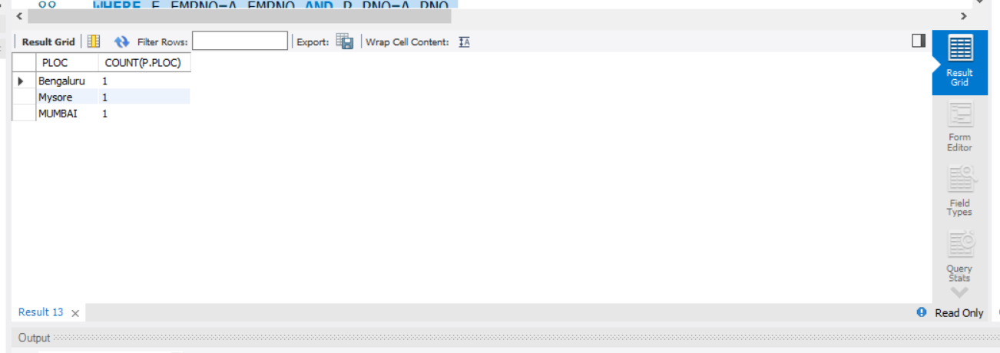 88 WHERE E.EMPNO=A.EMPNO AND P.PNO=A.PNO
Result Grid Filter Rows: Export: Wrap Cell Content:
PLOC COUNT(P.PLOC)
Bengaluru 1
Mysore 1
MUMBAI 1
Result Grid
Form Editor
Field Types
Query Stats
Result 13 × Read Only
Output